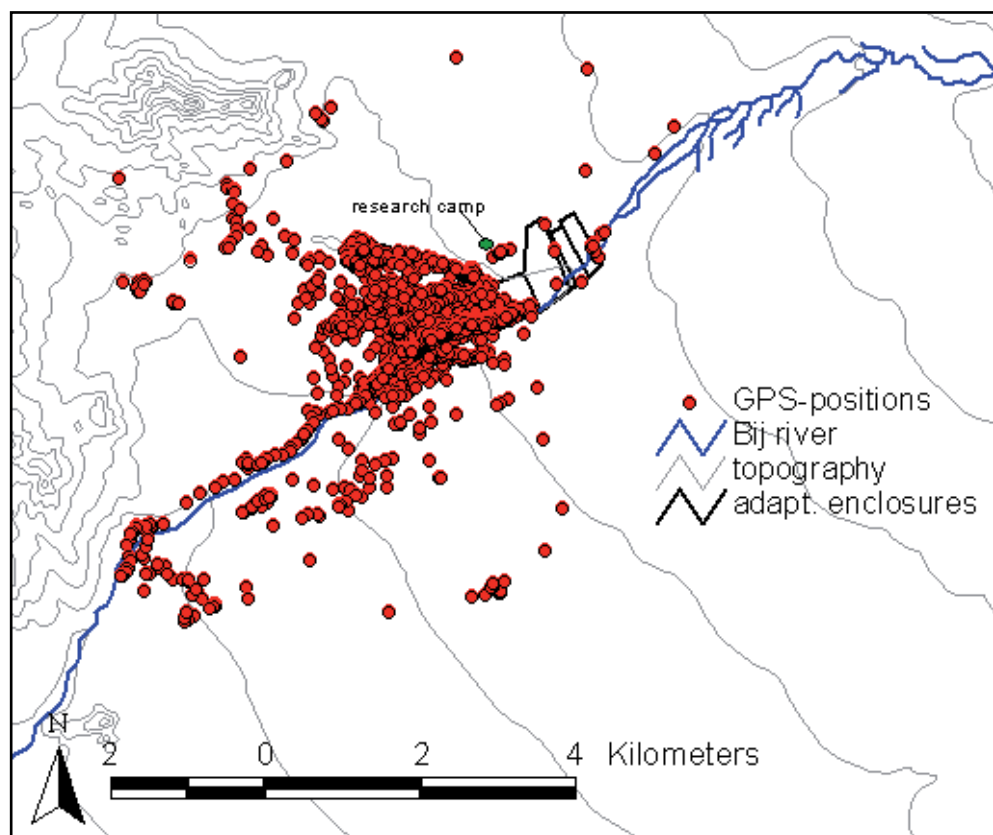 research camp
GPS-positions
Bij river
topography
adapt. enclosures
N
2 0 2 4 Kilometers